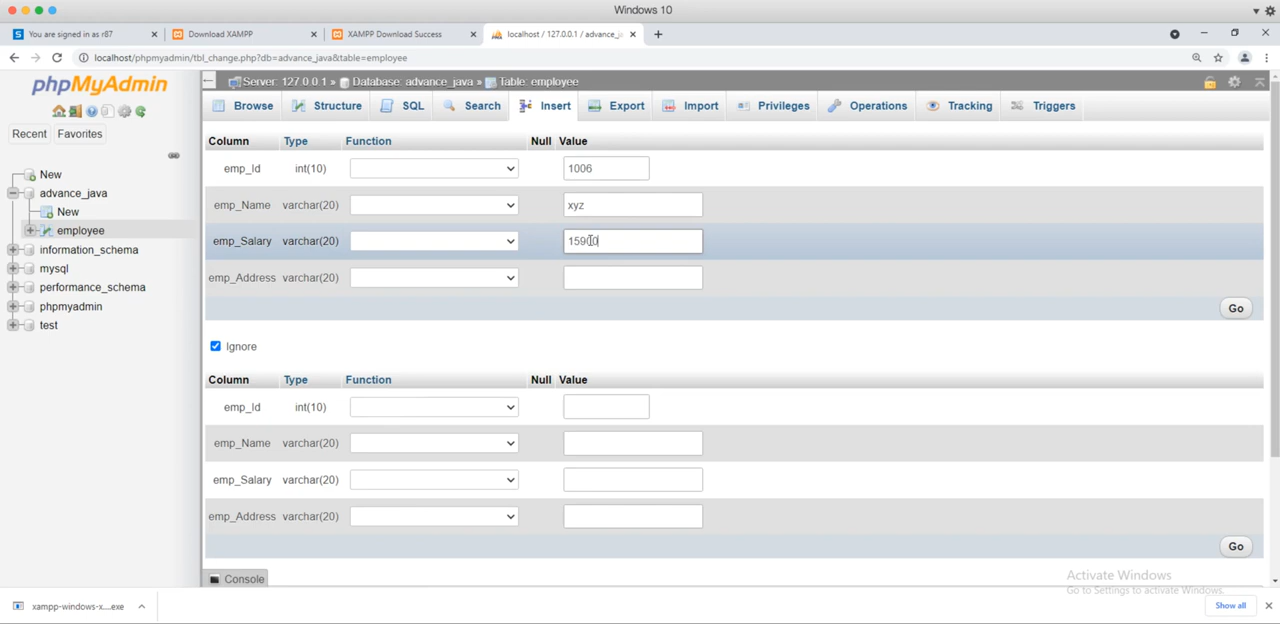 Windows 10
You are signed in as r87
Download XAMPP
XAMPP Download Success
localhost / 127.0.0.1 / advance_ja
localhost/phpmyadmin/tbl_change.php?db=advance_java&table=employee
phpMyAdmin
Server: 127.0.0.1 » Database: advance_java » Table: employee
Browse Structure SQL Search Insert Export Import Privileges Operations Tracking Triggers
Recent Favorites
New
advance_java
New
employee
information_schema
mysql
performance_schema
phpmyadmin
test
Column Type Function Null Value
emp_Id int(10) 1006
emp_Name varchar(20) xyz
emp_Salary varchar(20) 15900
emp_Address varchar(20)
Go
Ignore
Column Type Function Null Value
emp_Id int(10)
emp_Name varchar(20)
emp_Salary varchar(20)
emp_Address varchar(20)
Go
Console
Activate Windows
Go to Settings to activate Windows.
xampp-windows-x....exe
Show all